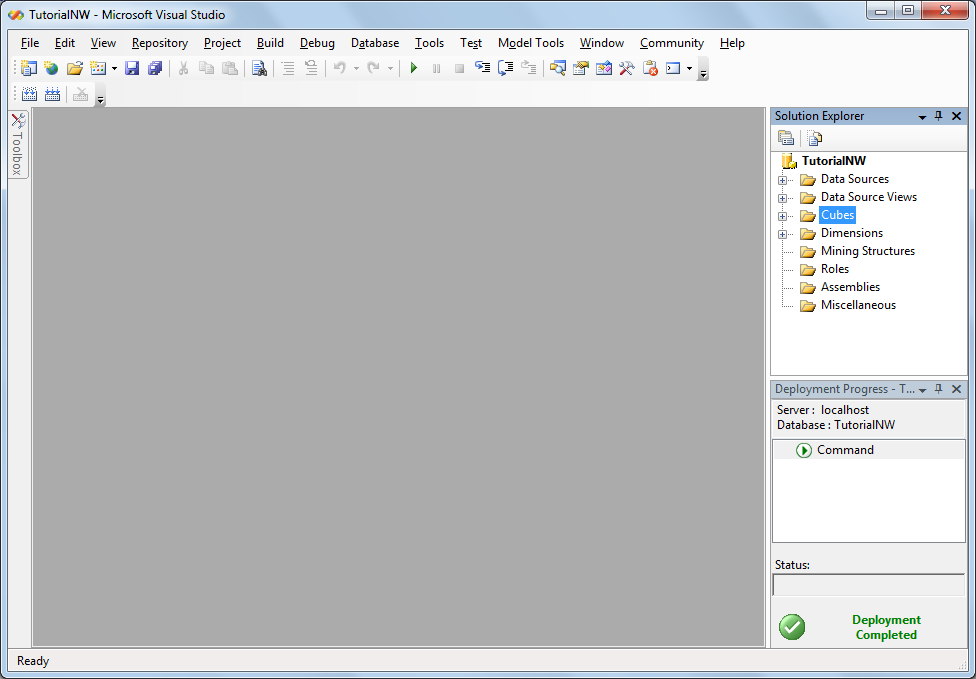 TutorialNW - Microsoft Visual Studio
File Edit View Repository Project Build Debug Database Tools Test Model Tools Window Community Help
Toolbox
Solution Explorer
TutorialNW
Data Sources
Data Source Views
Cubes
Dimensions
Mining Structures
Roles
Assemblies
Miscellaneous
Deployment Progress - T...
Server : localhost
Database : TutorialNW
Command
Status:
Deployment
Completed
Ready